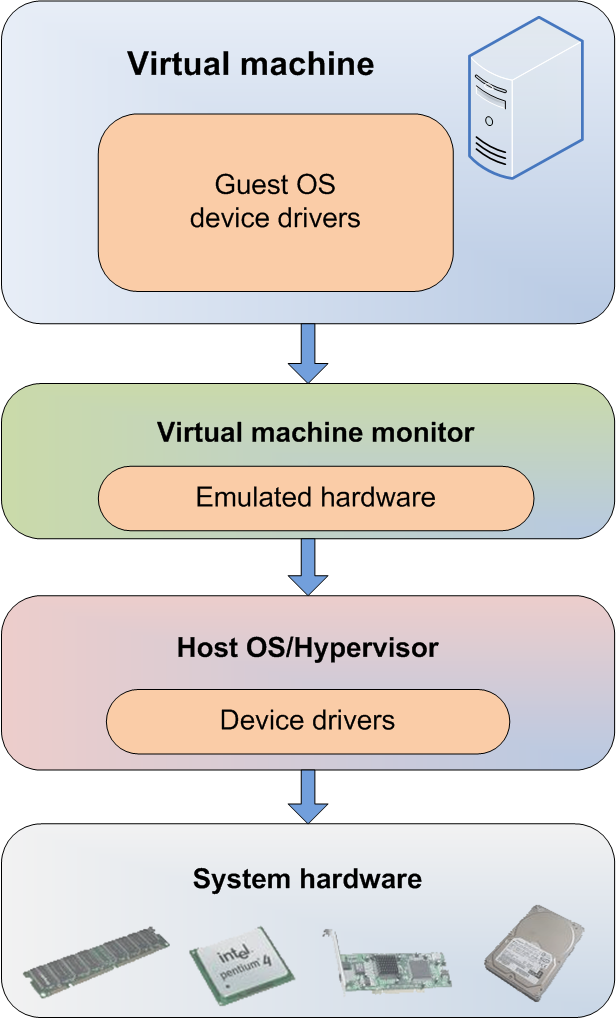 Virtual machine
Guest OS
device drivers
Virtual machine monitor
Emulated hardware
Host OS/Hypervisor
Device drivers
System hardware
intel
pentium 4